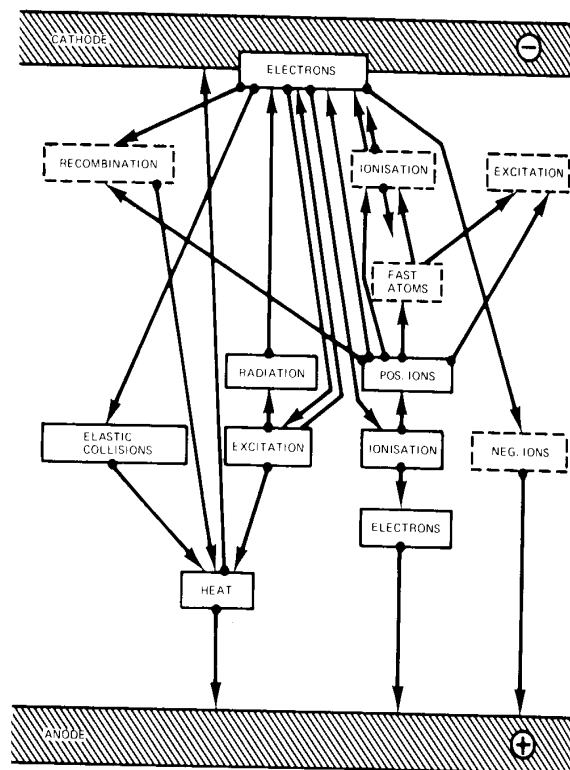 CATHODE
−
ELECTRONS
RECOMBINATION
IONISATION
EXCITATION
FAST
ATOMS
RADIATION
POS. IONS
ELASTIC
COLLISIONS
EXCITATION
IONISATION
NEG. IONS
ELECTRONS
HEAT
ANODE
+